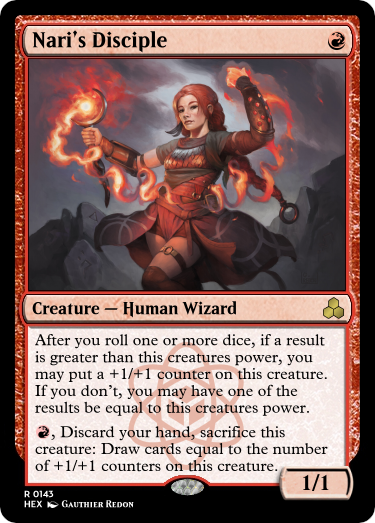 Nari's Disciple
Creature — Human Wizard
After you roll one or more dice, if a result
is greater than this creatures power, you
may put a +1/+1 counter on this creature.
If you don't, you may have one of the
results be equal to this creatures power.
, Discard your hand, sacrifice this
creature: Draw cards equal to the number
of +1/+1 counters on this creature.
1/1
R 0143
HEX Gauthier Redon